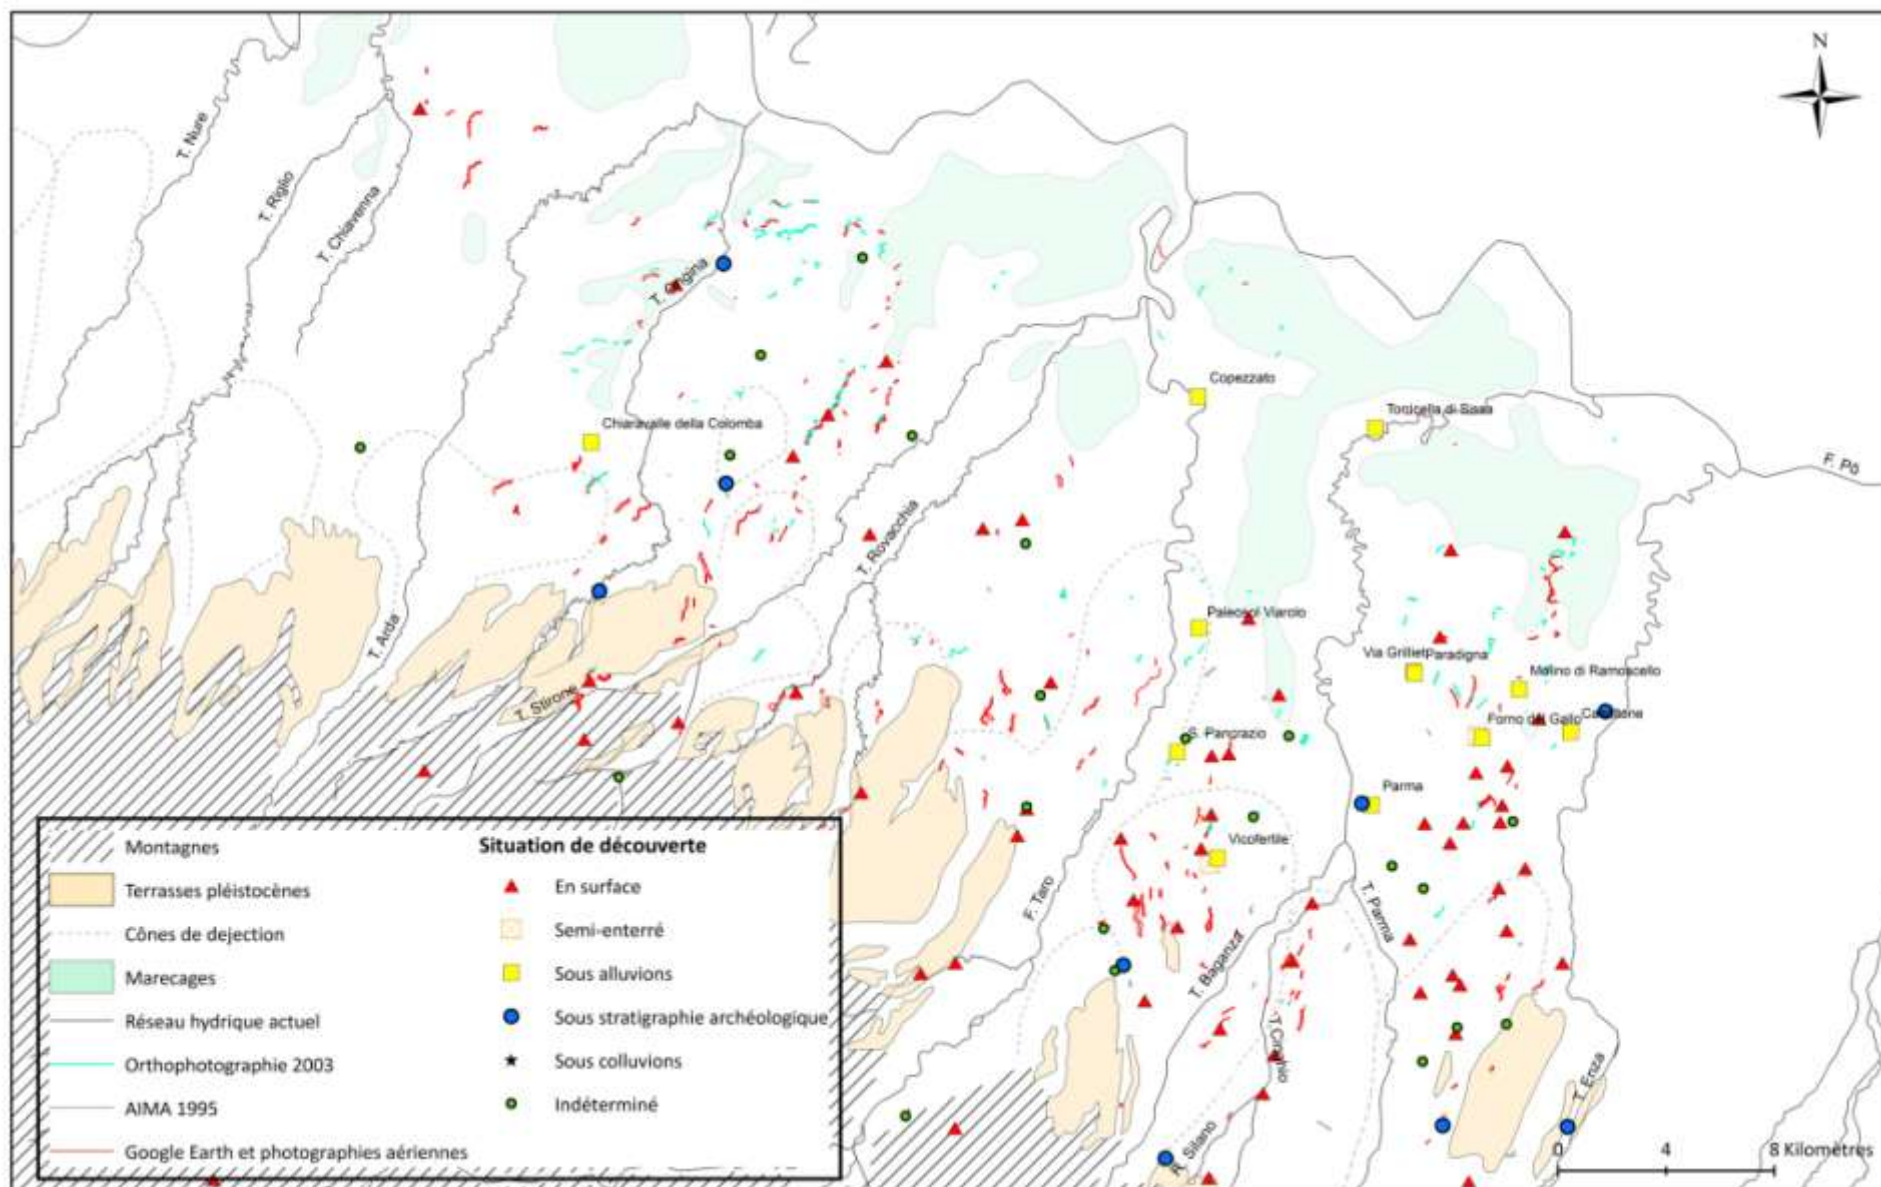 N
T. Nure
T. Riglio
T. Chiavenna
T. Ongina
Copezzato
Torricella di Sissa
Chiaravalle della Colomba
F. Pô
T. Rovacchia
T. Arda
Paleosol Viarolo
Via Grilliet
Paradigna
Molino di Ramoscello
T. Stirone
Forno del Gallo
S. Pancrazio
Parma
Vicofertile
F. Taro
T. Parma
T. Baganza
T. Enza
R. Silano
0 4 8 Kilomètres
Montagnes
Terrasses pléistocènes
Cônes de dejection
Marecages
Réseau hydrique actuel
Orthophotographie 2003
AIMA 1995
Google Earth et photographies aériennes
Situation de découverte
En surface
Semi-enterré
Sous alluvions
Sous stratigraphie archéologique
Sous colluvions
Indéterminé